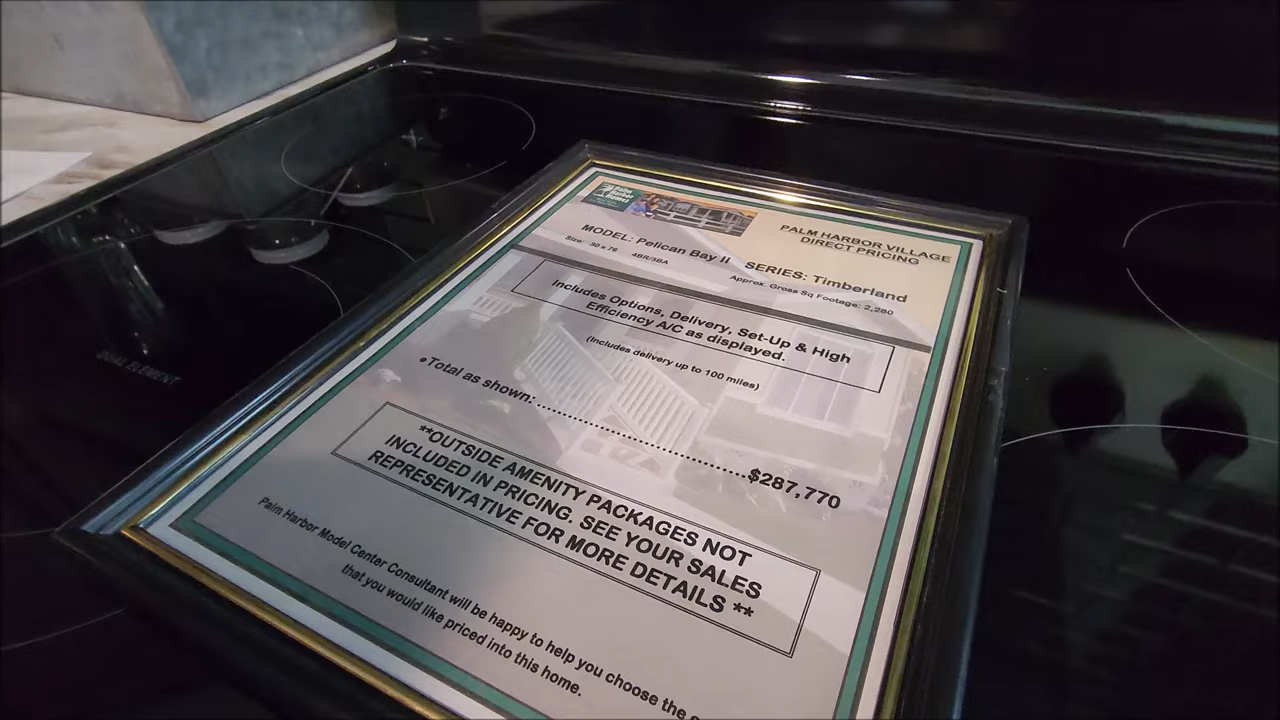 Palm
Harbor
Homes
PALM HARBOR VILLAGE
DIRECT PRICING
MODEL: Pelican Bay II SERIES: Timberland
Size: 30 x 76 4BR/3BA Approx. Gross Sq Footage: 2,280
Includes Options, Delivery, Set-Up & High
Efficiency A/C as displayed.
(Includes delivery up to 100 miles)
•Total as shown:..............................$287,770
**OUTSIDE AMENITY PACKAGES NOT
INCLUDED IN PRICING. SEE YOUR SALES
REPRESENTATIVE FOR MORE DETAILS **
Palm Harbor Model Center Consultant will be happy to help you choose the
that you would like priced into this home.
DUAL ELEMENT